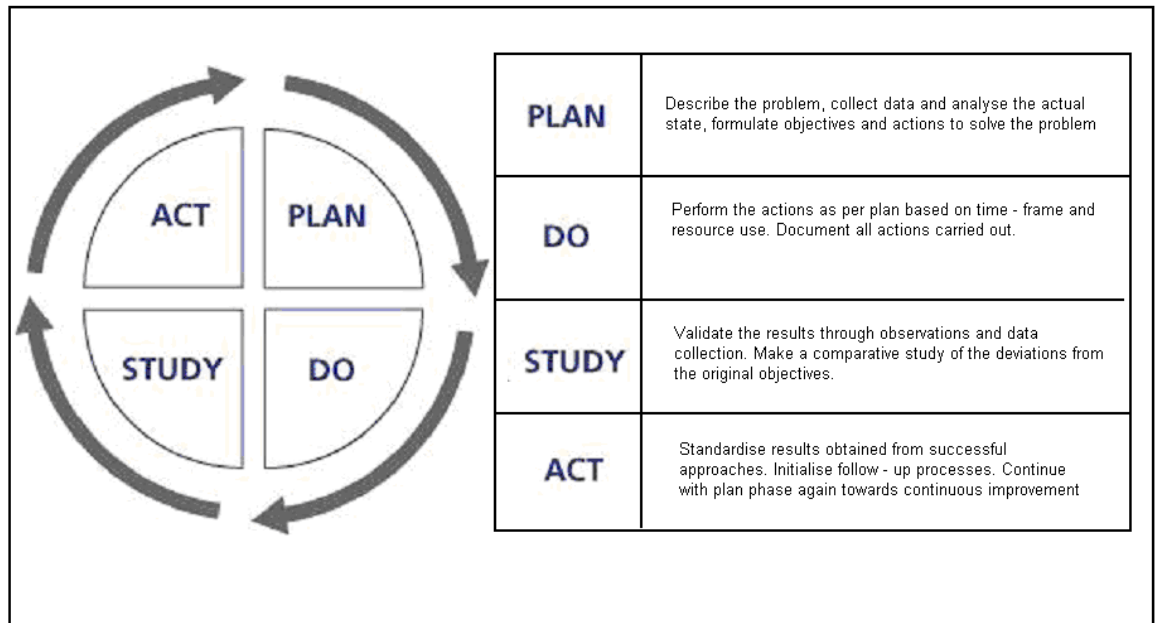 ACT
PLAN
STUDY
DO
PLAN
Describe the problem, collect data and analyse the actual
state, formulate objectives and actions to solve the problem
DO
Perform the actions as per plan based on time - frame and
resource use. Document all actions carried out.
STUDY
Validate the results through observations and data
collection. Make a comparative study of the deviations from
the original objectives.
ACT
Standardise results obtained from successful
approaches. Initialise follow - up processes. Continue
with plan phase again towards continuous improvement